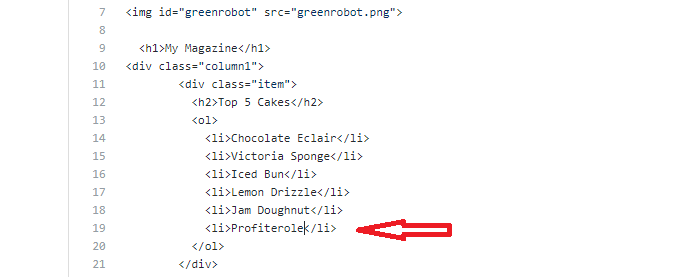 7 <img id="greenrobot" src="greenrobot.png">
8
9 <h1>My Magazine</h1>
10 <div class="column1">
11 <div class="item">
12 <h2>Top 5 Cakes</h2>
13 <ol>
14 <li>Chocolate Eclair</li>
15 <li>Victoria Sponge</li>
16 <li>Iced Bun</li>
17 <li>Lemon Drizzle</li>
18 <li>Jam Doughnut</li>
19 <li>Profiterole</li>
20 </ol>
21 </div>